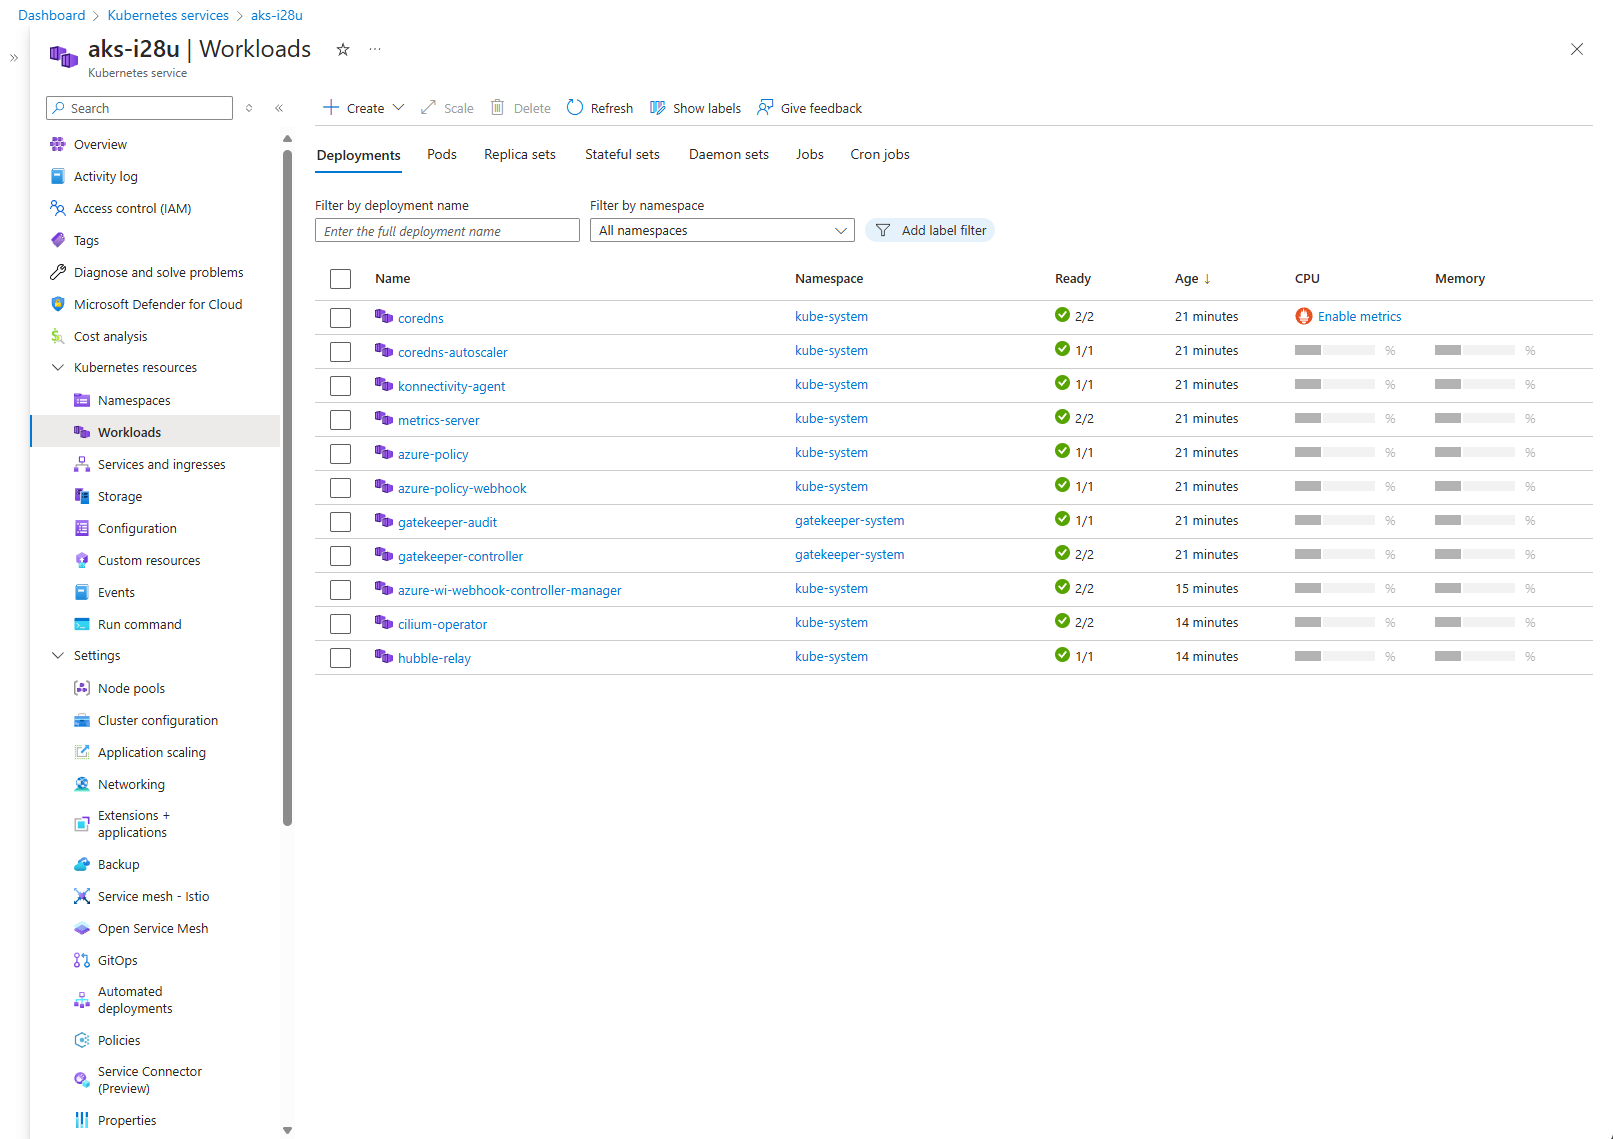 Dashboard > Kubernetes services > aks-i28u
aks-i28u | Workloads
Kubernetes service
Search
Create Scale Delete Refresh Show labels Give feedback
Overview
Activity log
Access control (IAM)
Tags
Diagnose and solve problems
Microsoft Defender for Cloud
Cost analysis
Kubernetes resources
Namespaces
Workloads
Services and ingresses
Storage
Configuration
Custom resources
Events
Run command
Settings
Node pools
Cluster configuration
Application scaling
Networking
Extensions +
applications
Backup
Service mesh - Istio
Open Service Mesh
GitOps
Automated
deployments
Policies
Service Connector
(Preview)
Properties
Deployments Pods Replica sets Stateful sets Daemon sets Jobs Cron jobs
Filter by deployment name Filter by namespace
Enter the full deployment name All namespaces Add label filter
Name Namespace Ready Age ↓ CPU Memory
coredns kube-system 2/2 21 minutes Enable metrics
coredns-autoscaler kube-system 1/1 21 minutes % %
konnectivity-agent kube-system 1/1 21 minutes % %
metrics-server kube-system 2/2 21 minutes % %
azure-policy kube-system 1/1 21 minutes % %
azure-policy-webhook kube-system 1/1 21 minutes % %
gatekeeper-audit gatekeeper-system 1/1 21 minutes % %
gatekeeper-controller gatekeeper-system 2/2 21 minutes % %
azure-wi-webhook-controller-manager kube-system 2/2 15 minutes % %
cilium-operator kube-system 2/2 14 minutes % %
hubble-relay kube-system 1/1 14 minutes % %